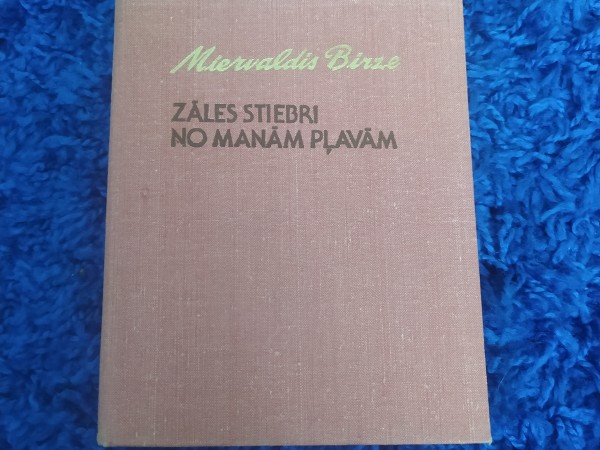 Miervaldis Birze
ZĀLES STIEBRI
NO MANĀM PĻAVĀM